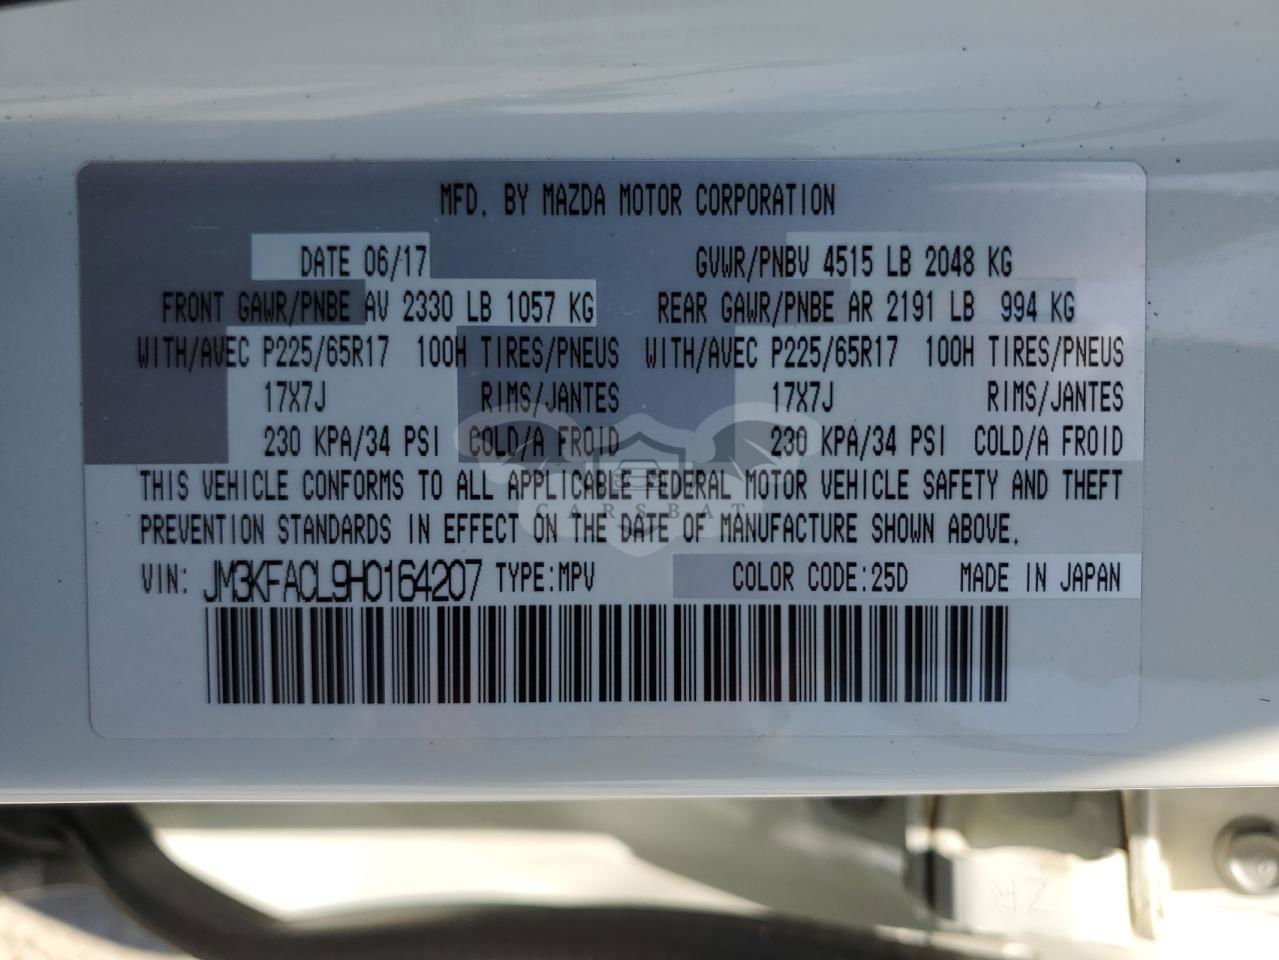 MFD. BY MAZDA MOTOR CORPORATION
DATE 06/17 GVWR/PNBV 4515 LB 2048 KG
FRONT GAWR/PNBE AV 2330 LB 1057 KG REAR GAWR/PNBE AR 2191 LB 994 KG
WITH/AVEC P225/65R17 100H TIRES/PNEUS WITH/AVEC P225/65R17 100H TIRES/PNEUS
17X7J RIMS/JANTES 17X7J RIMS/JANTES
230 KPA/34 PSI COLD/A FROID 230 KPA/34 PSI COLD/A FROID
THIS VEHICLE CONFORMS TO ALL APPLICABLE FEDERAL MOTOR VEHICLE SAFETY AND THEFT
CARSBAT
PREVENTION STANDARDS IN EFFECT ON THE DATE OF MANUFACTURE SHOWN ABOVE.
VIN: JM3KFACL9H0164207 TYPE:MPV COLOR CODE:25D MADE IN JAPAN
ZR